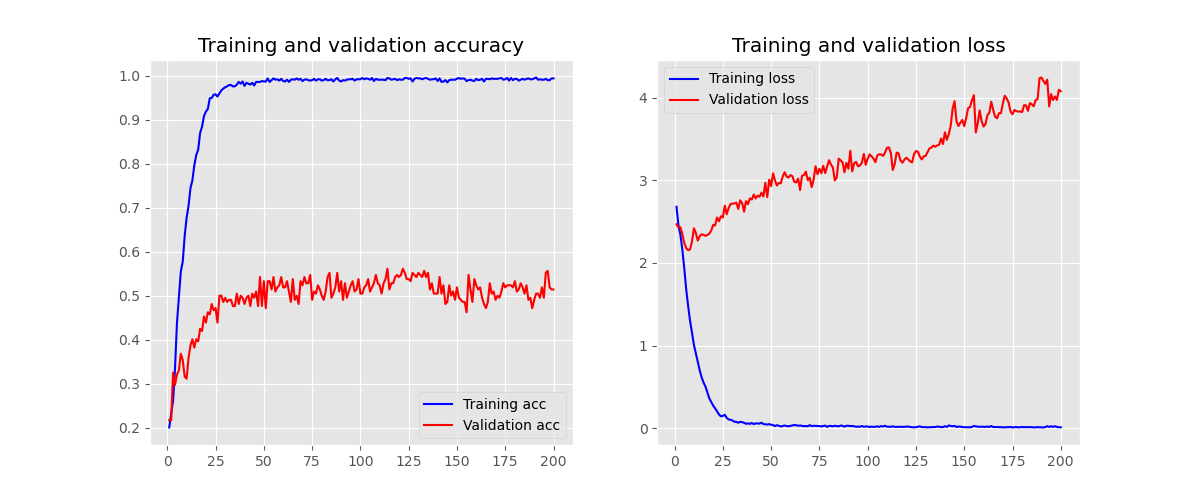 Training and validation accuracy
1.0
0.9
0.8
0.7
0.6
0.5
0.4
0.3
0.2
0 25 50 75 100 125 150 175 200
Training acc
Validation acc
Training and validation loss
Training loss
Validation loss
4
3
2
1
0
0 25 50 75 100 125 150 175 200